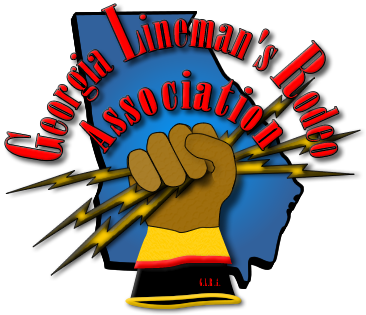 Georgia Lineman's Rodeo
Association
G.L.R.A.